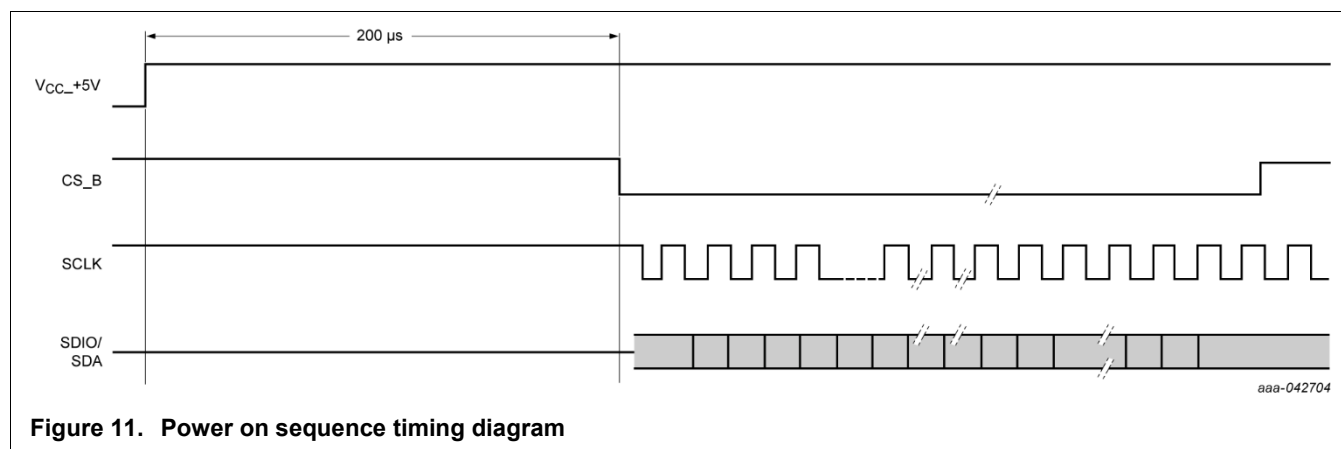 200 µs
VCC_+5V
CS_B
SCLK
SDIO/
SDA
aaa-042704
Figure 11. Power on sequence timing diagram